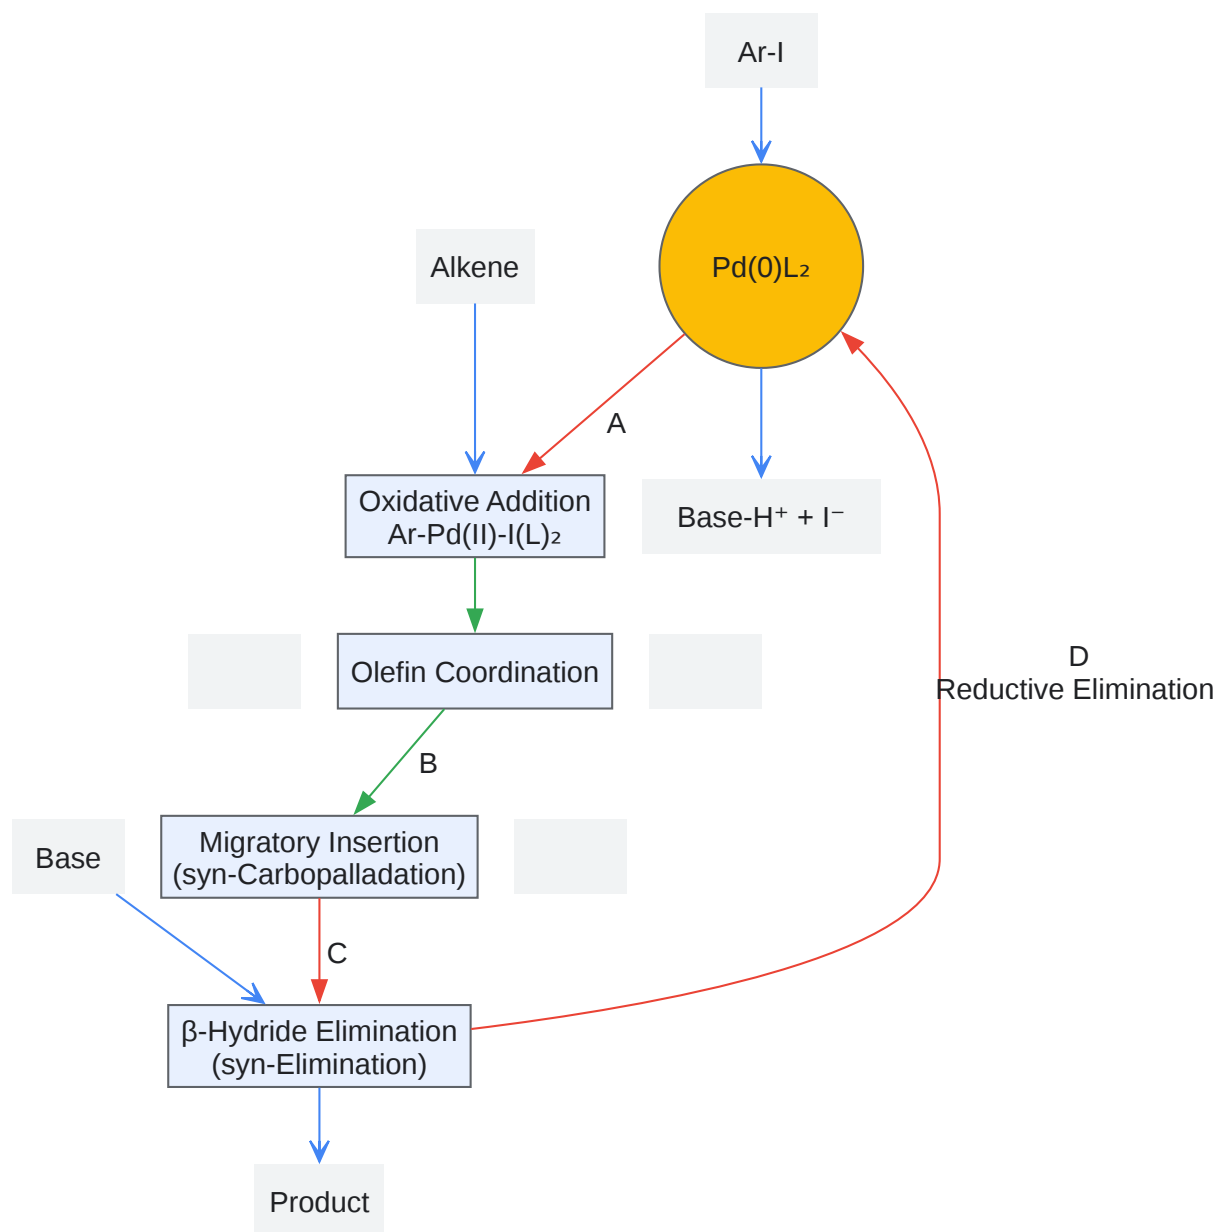 Ar-I
Pd(0)L₂
Alkene
A
Oxidative Addition
Ar-Pd(II)-I(L)₂
Base-H⁺ + I⁻
Olefin Coordination
D
Reductive Elimination
B
Migratory Insertion
(syn-Carbopalladation)
Base
C
β-Hydride Elimination
(syn-Elimination)
Product